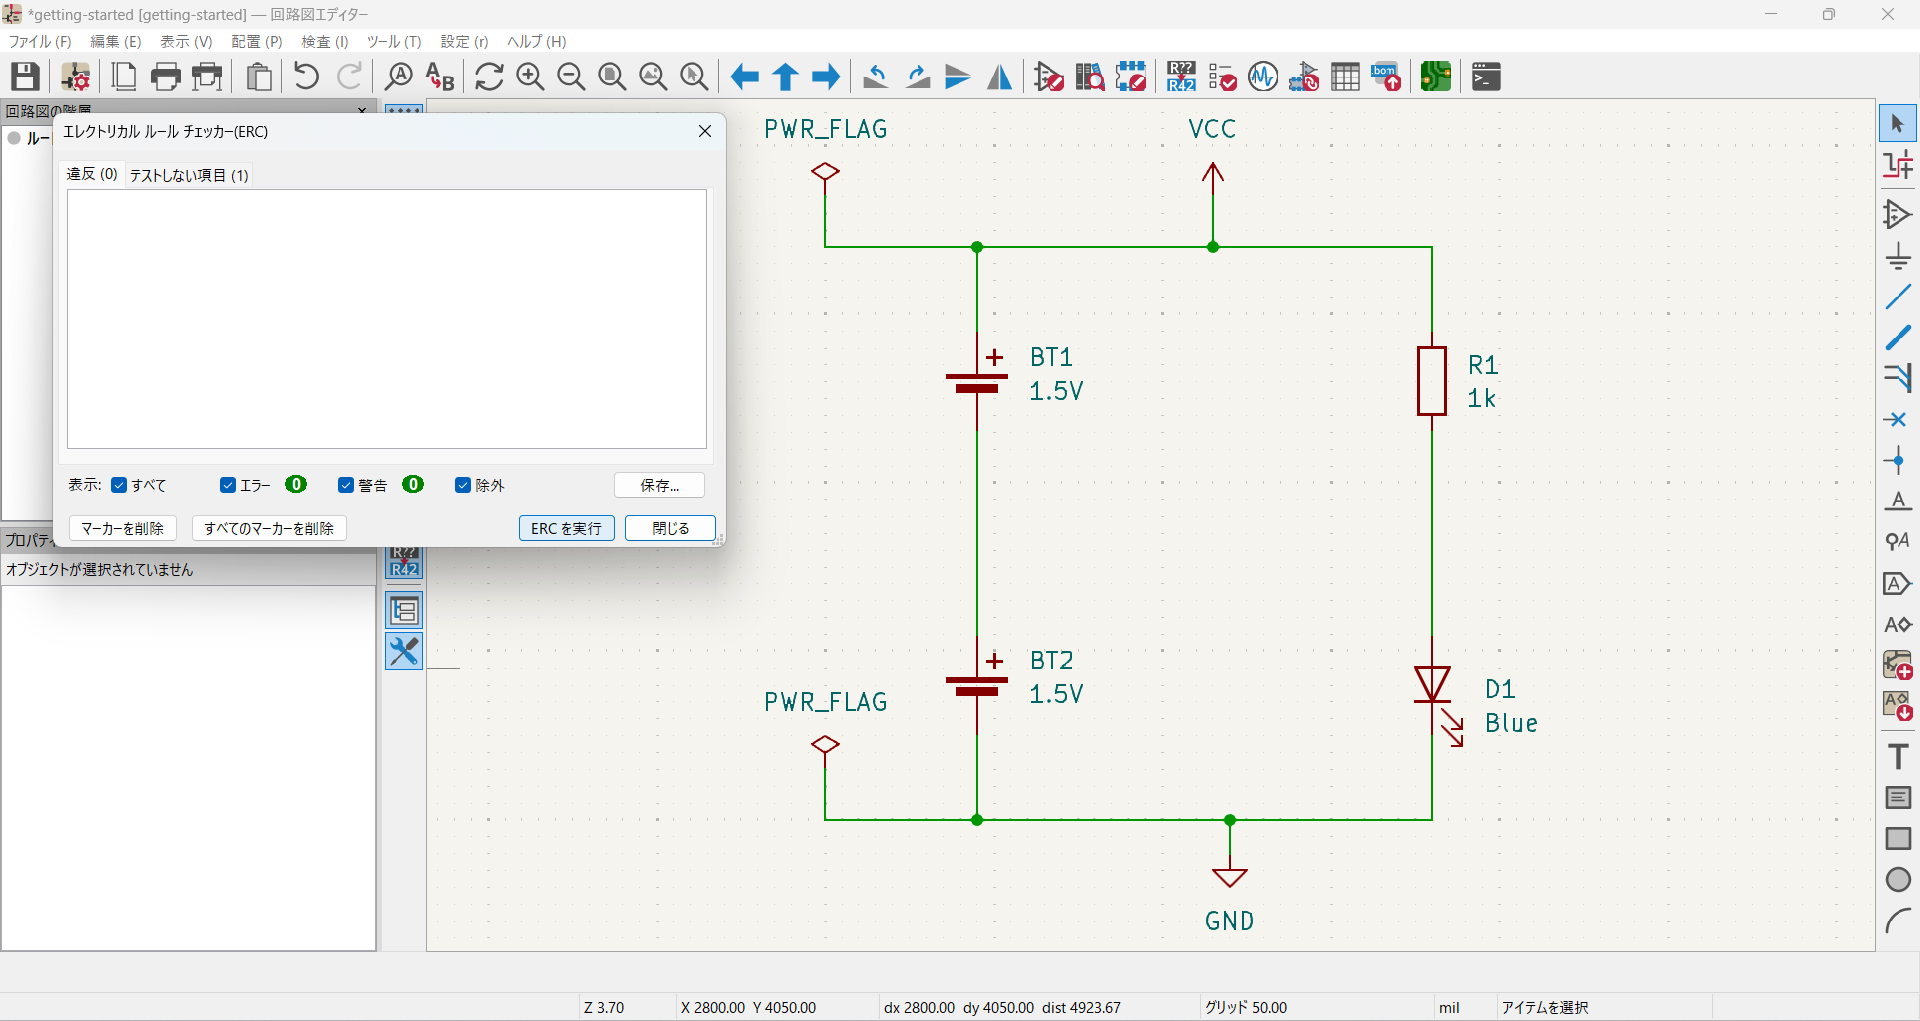 *getting-started [getting-started] — 回路図エディター
ファイル (F) 編集 (E) 表示 (V) 配置 (P) 検査 (I) ツール (T) 設定 (r) ヘルプ (H)
回路図の階層
ルー
エレクトリカル ルール チェッカー(ERC)
違反 (0) テストしない項目 (1)
表示: すべて エラー 0 警告 0 除外 保存...
マーカーを削除 すべてのマーカーを削除 ERC を実行 閉じる
プロパティ
オブジェクトが選択されていません
R??
R42
R??
R42
.bom
PWR_FLAG
VCC
BT1
1.5V
R1
1k
BT2
1.5V
PWR_FLAG
D1
Blue
GND
Z 3.70 X 2800.00 Y 4050.00 dx 2800.00 dy 4050.00 dist 4923.67 グリッド 50.00 mil アイテムを選択